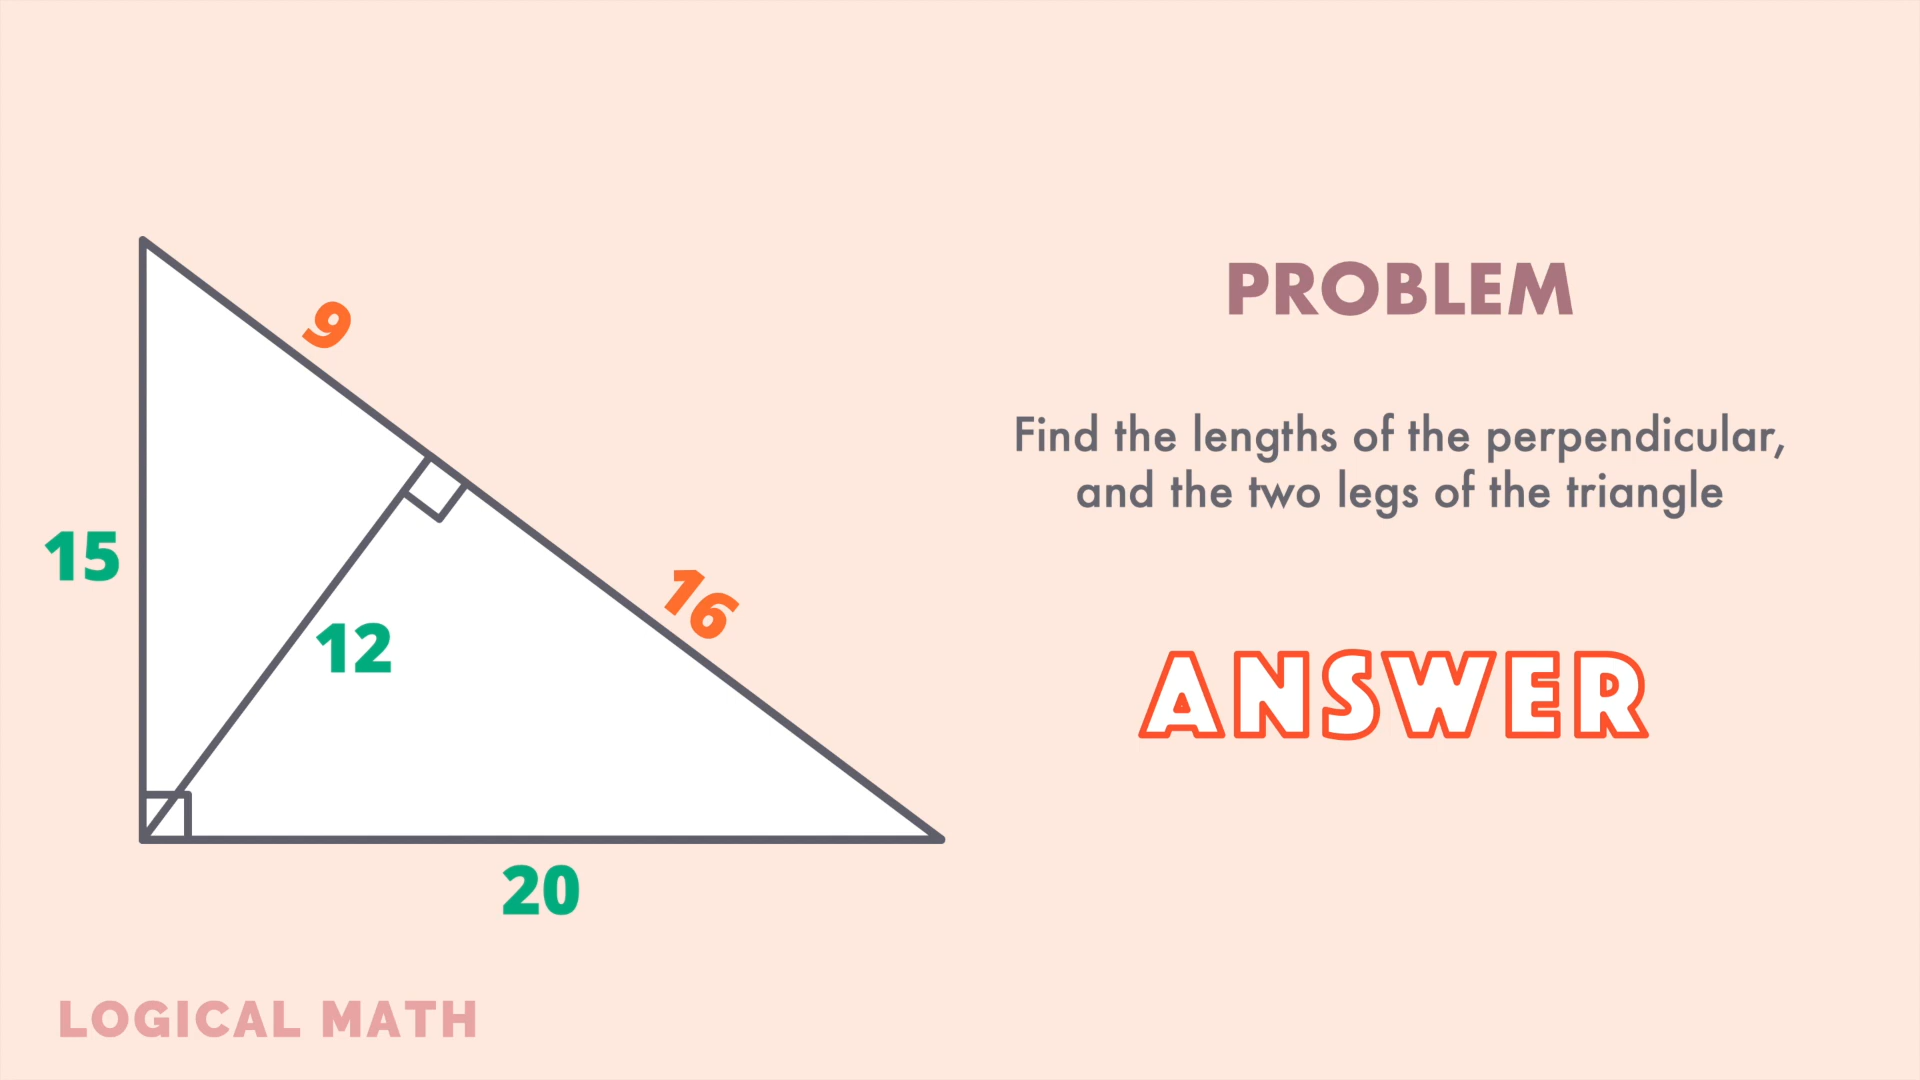 9
PROBLEM
Find the lengths of the perpendicular,
and the two legs of the triangle
15
16
12
ANSWER
20
LOGICAL MATH